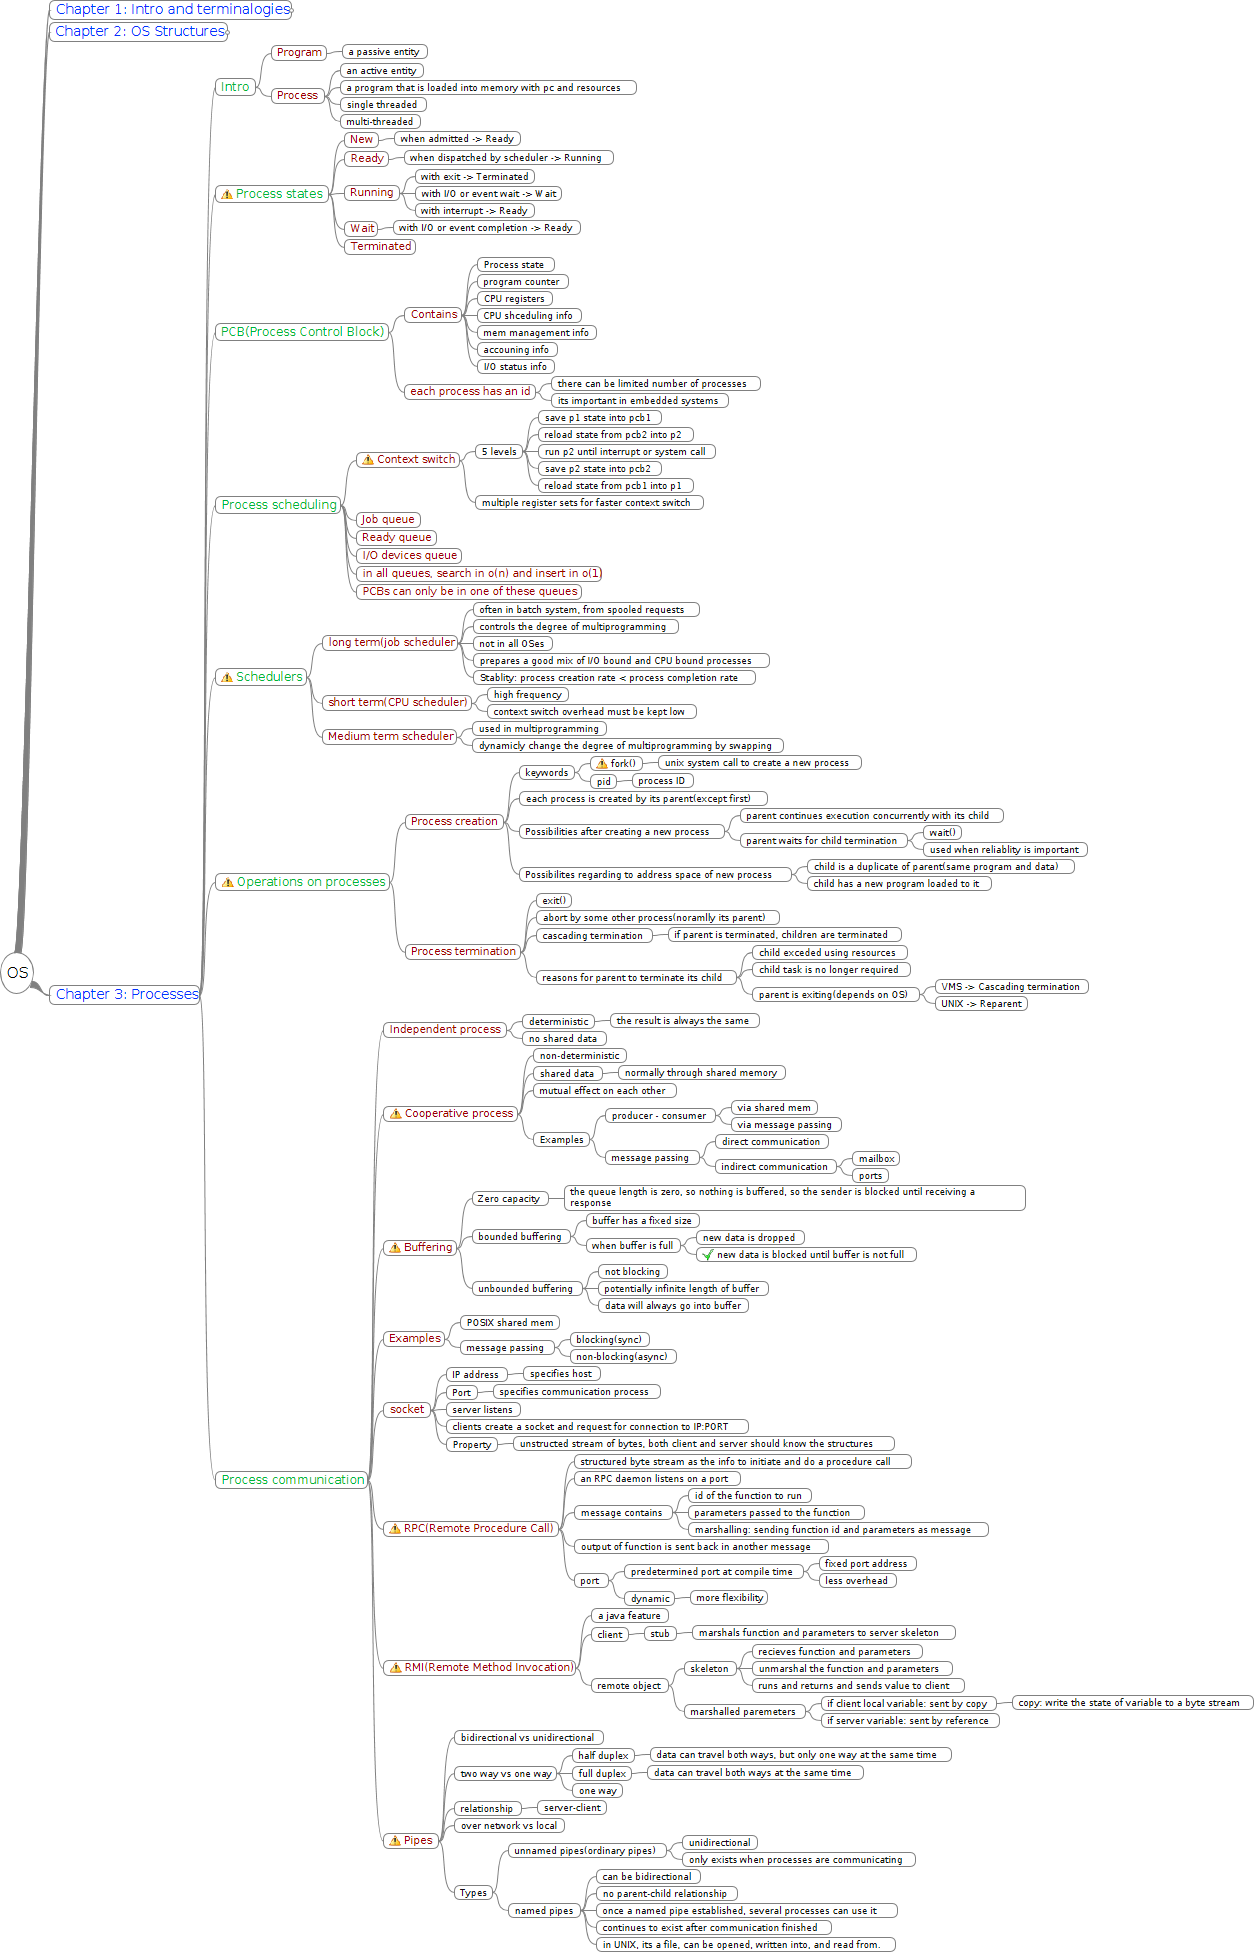 Chapter 1: Intro and terminalogies
Chapter 2: OS Structures
OS
Chapter 3: Processes
Intro
Program
a passive entity
Process
an active entity
a program that is loaded into memory with pc and resources
single threaded
multi-threaded
Process states
New
when admitted -> Ready
Ready
when dispatched by scheduler -> Running
Running
with exit -> Terminated
with I/O or event wait -> Wait
with interrupt -> Ready
Wait
with I/O or event completion -> Ready
Terminated
PCB(Process Control Block)
Contains
Process state
program counter
CPU registers
CPU shceduling info
mem management info
accouning info
I/O status info
each process has an id
there can be limited number of processes
its important in embedded systems
Process scheduling
Context switch
5 levels
save p1 state into pcb1
reload state from pcb2 into p2
run p2 until interrupt or system call
save p2 state into pcb2
reload state from pcb1 into p1
multiple register sets for faster context switch
Job queue
Ready queue
I/O devices queue
in all queues, search in o(n) and insert in o(1)
PCBs can only be in one of these queues
Schedulers
long term(job scheduler
often in batch system, from spooled requests
controls the degree of multiprogramming
not in all OSes
prepares a good mix of I/O bound and CPU bound processes
Stablity: process creation rate < process completion rate
short term(CPU scheduler)
high frequency
context switch overhead must be kept low
Medium term scheduler
used in multiprogramming
dynamicly change the degree of multiprogramming by swapping
Operations on processes
Process creation
keywords
fork()
unix system call to create a new process
pid
process ID
each process is created by its parent(except first)
Possibilities after creating a new process
parent continues execution concurrently with its child
parent waits for child termination
wait()
used when reliablity is important
Possibilites regarding to address space of new process
child is a duplicate of parent(same program and data)
child has a new program loaded to it
Process termination
exit()
abort by some other process(noramlly its parent)
cascading termination
if parent is terminated, children are terminated
reasons for parent to terminate its child
child exceded using resources
child task is no longer required
parent is exiting(depends on OS)
VMS -> Cascading termination
UNIX -> Reparent
Process communication
Independent process
deterministic
the result is always the same
no shared data
Cooperative process
non-deterministic
shared data
normally through shared memory
mutual effect on each other
Examples
producer - consumer
via shared mem
via message passing
message passing
direct communication
indirect communication
mailbox
ports
Buffering
Zero capacity
the queue length is zero, so nothing is buffered, so the sender is blocked until receiving a
response
bounded buffering
buffer has a fixed size
when buffer is full
new data is dropped
new data is blocked until buffer is not full
unbounded buffering
not blocking
potentially infinite length of buffer
data will always go into buffer
Examples
POSIX shared mem
message passing
blocking(sync)
non-blocking(async)
socket
IP address
specifies host
Port
specifies communication process
server listens
clients create a socket and request for connection to IP:PORT
Property
unstructed stream of bytes, both client and server should know the structures
RPC(Remote Procedure Call)
structured byte stream as the info to initiate and do a procedure call
an RPC daemon listens on a port
message contains
id of the function to run
parameters passed to the function
marshalling: sending function id and parameters as message
output of function is sent back in another message
port
predetermined port at compile time
fixed port address
less overhead
dynamic
more flexibility
RMI(Remote Method Invocation)
a java feature
client
stub
marshals function and parameters to server skeleton
remote object
skeleton
recieves function and parameters
unmarshal the function and parameters
runs and returns and sends value to client
marshalled paremeters
if client local variable: sent by copy
copy: write the state of variable to a byte stream
if server variable: sent by reference
Pipes
bidirectional vs unidirectional
two way vs one way
half duplex
data can travel both ways, but only one way at the same time
full duplex
data can travel both ways at the same time
one way
relationship
server-client
over network vs local
Types
unnamed pipes(ordinary pipes)
unidirectional
only exists when processes are communicating
named pipes
can be bidirectional
no parent-child relationship
once a named pipe established, several processes can use it
continues to exist after communication finished
in UNIX, its a file, can be opened, written into, and read from.